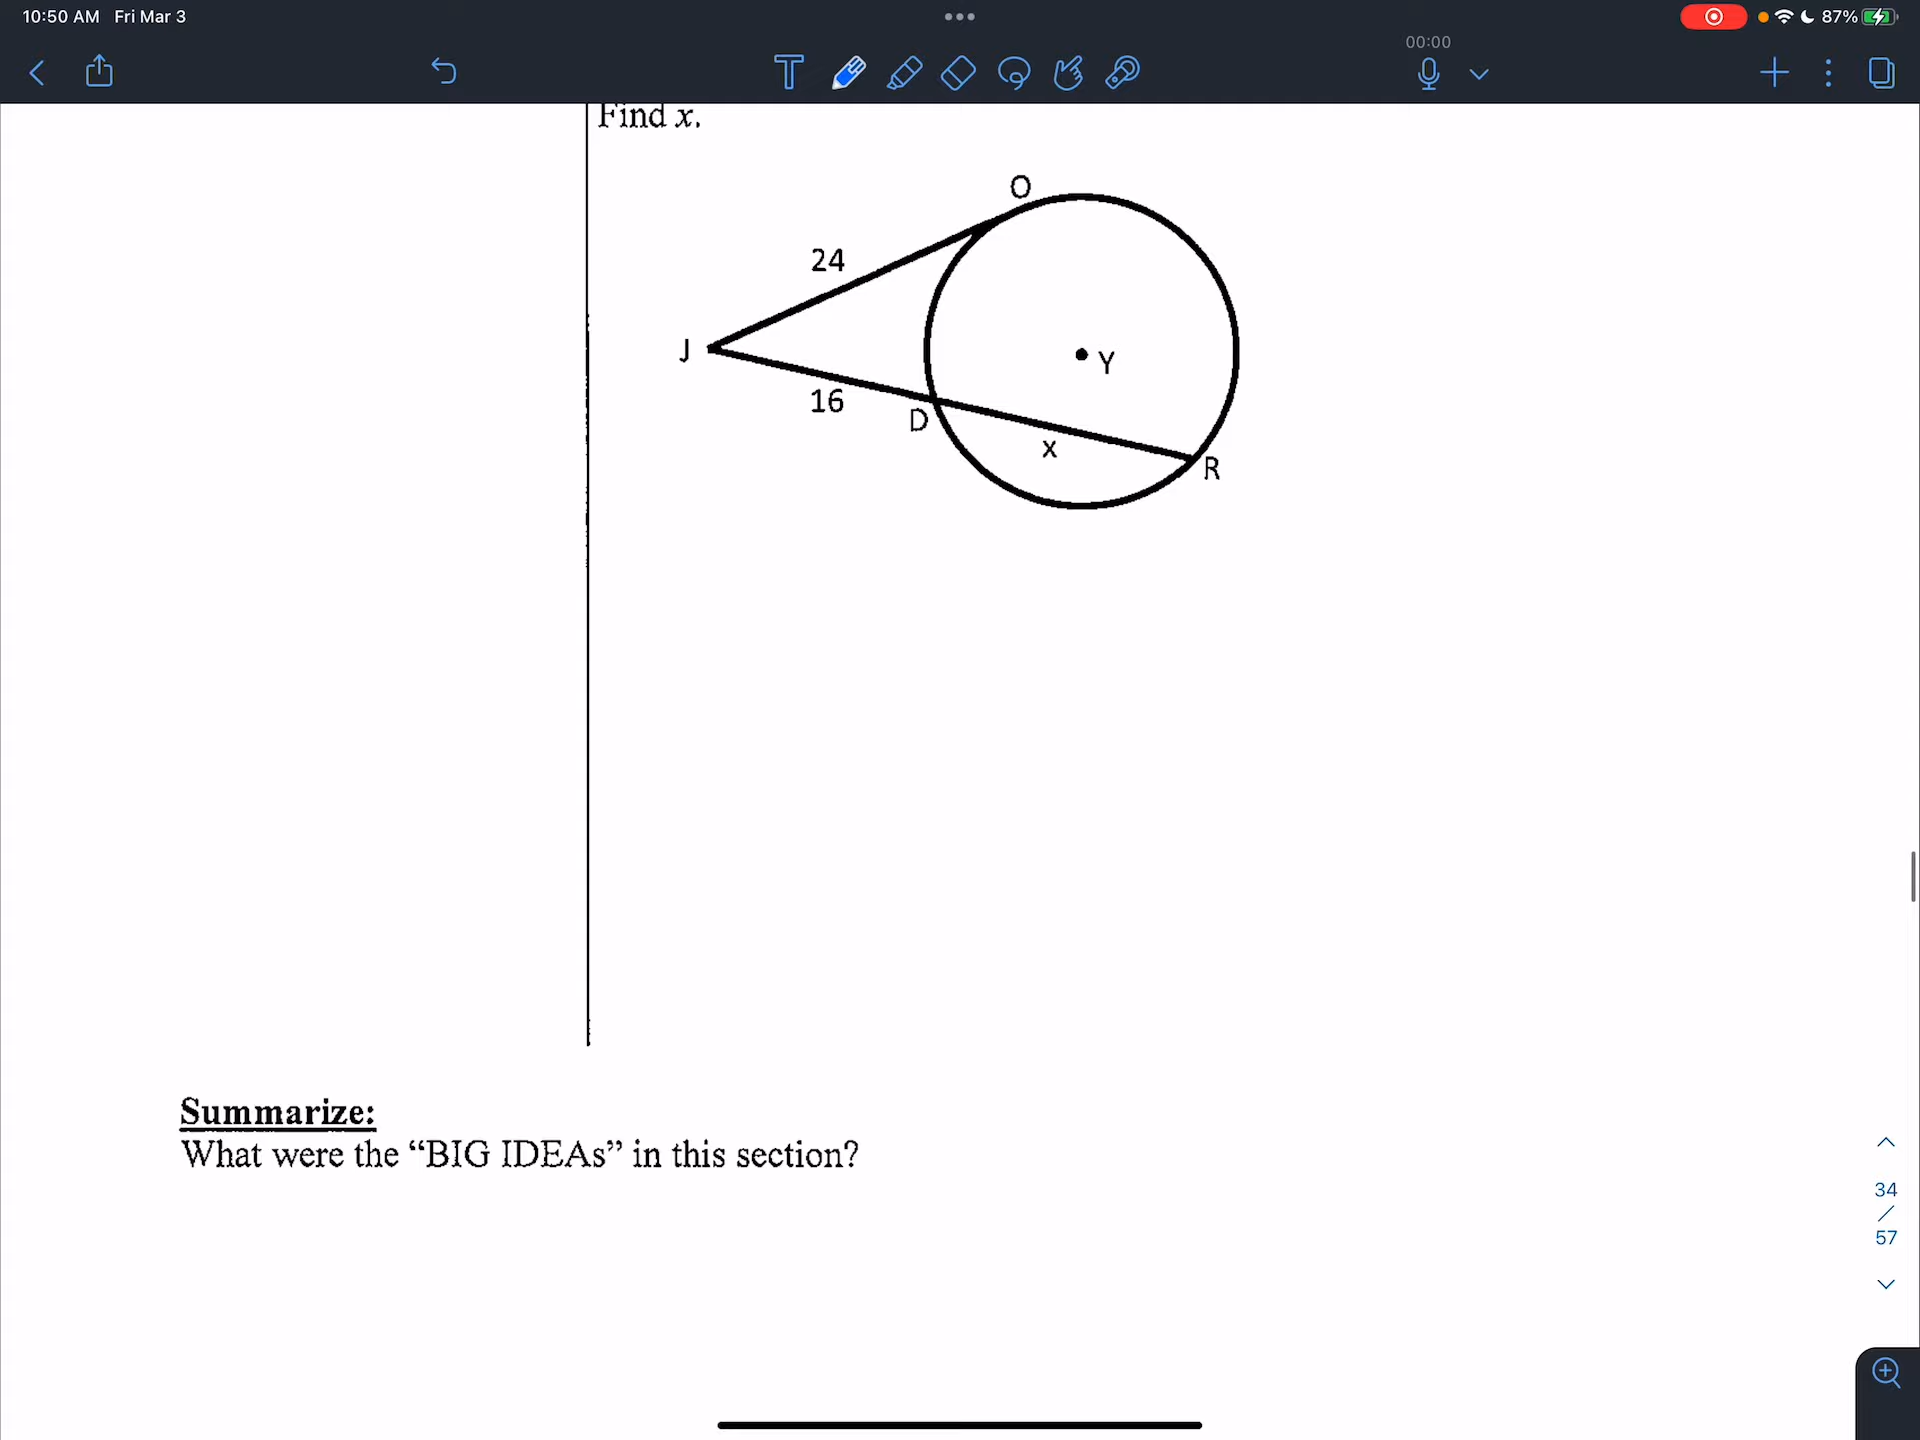 10:50 AM Fri Mar 3
87%
00:00
Find x.
O
24
J
Y
16
D
x
R
Summarize:
What were the “BIG IDEAs” in this section?
34
/
57